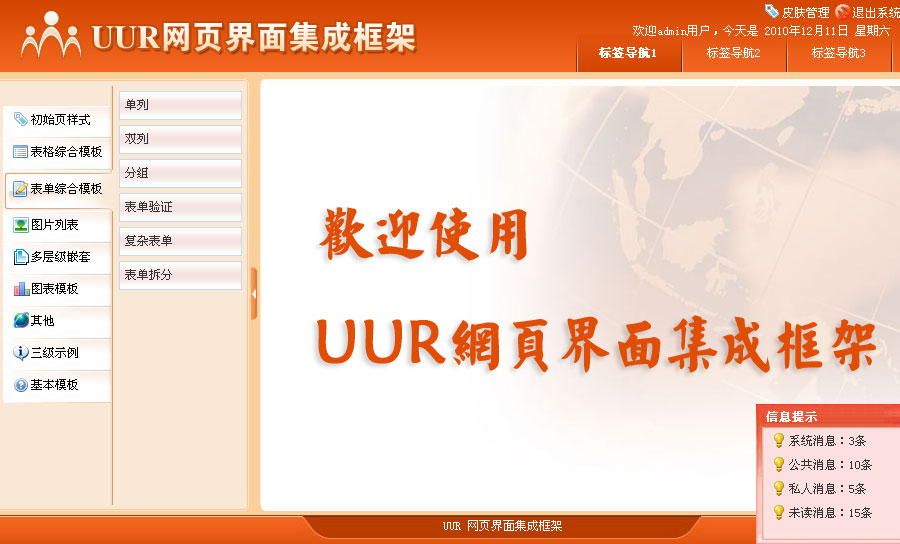 UUR网页界面集成框架
皮肤管理 退出系统
欢迎admin用户，今天是 2010年12月11日 星期六
标签导航1 标签导航2 标签导航3
初始页样式
表格综合模板
表单综合模板
图片列表
多层级嵌套
图表模板
其他
三级示例
基本模板
单列
双列
分组
表单验证
复杂表单
表单拆分
歡迎使用
UUR網頁界面集成框架
信息提示
系统消息：3条
公共消息：10条
私人消息：5条
未读消息：15条
UUR 网页界面集成框架